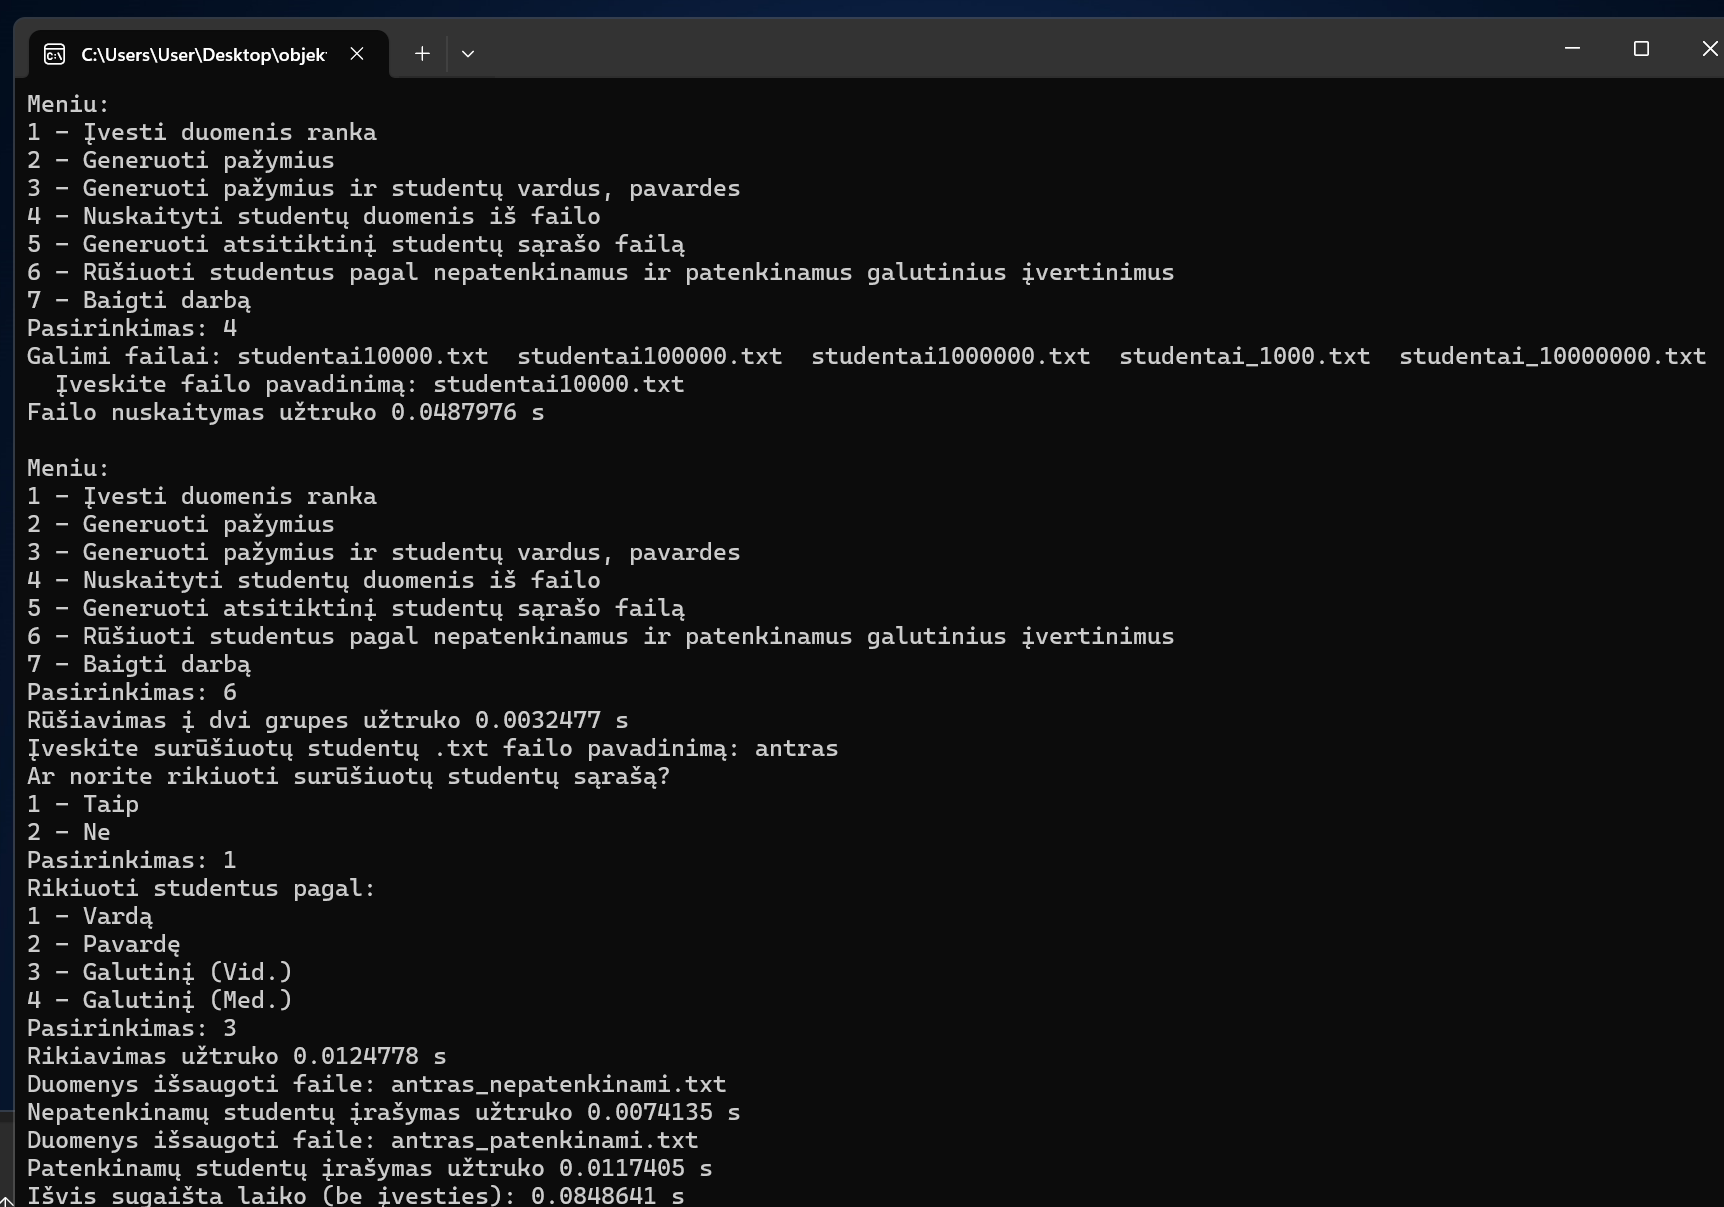 C:\Users\User\Desktop\objek
Meniu:
1 - Įvesti duomenis ranka
2 - Generuoti pažymius
3 - Generuoti pažymius ir studentų vardus, pavardes
4 - Nuskaityti studentų duomenis iš failo
5 - Generuoti atsitiktinį studentų sąrašo failą
6 - Rūšiuoti studentus pagal nepatenkinamus ir patenkinamus galutinius įvertinimus
7 - Baigti darbą
Pasirinkimas: 4
Galimi failai: studentai10000.txt  studentai100000.txt  studentai1000000.txt  studentai_1000.txt  studentai_10000000.txt
  Įveskite failo pavadinimą: studentai10000.txt
Failo nuskaitymas užtruko 0.0487976 s
Meniu:
1 - Įvesti duomenis ranka
2 - Generuoti pažymius
3 - Generuoti pažymius ir studentų vardus, pavardes
4 - Nuskaityti studentų duomenis iš failo
5 - Generuoti atsitiktinį studentų sąrašo failą
6 - Rūšiuoti studentus pagal nepatenkinamus ir patenkinamus galutinius įvertinimus
7 - Baigti darbą
Pasirinkimas: 6
Rūšiavimas į dvi grupes užtruko 0.0032477 s
Įveskite surūšiuotų studentų .txt failo pavadinimą: antras
Ar norite rikiuoti surūšiuotų studentų sąrašą?
1 - Taip
2 - Ne
Pasirinkimas: 1
Rikiuoti studentus pagal:
1 - Vardą
2 - Pavardę
3 - Galutinį (Vid.)
4 - Galutinį (Med.)
Pasirinkimas: 3
Rikiavimas užtruko 0.0124778 s
Duomenys išsaugoti faile: antras_nepatenkinami.txt
Nepatenkinamų studentų įrašymas užtruko 0.0074135 s
Duomenys išsaugoti faile: antras_patenkinami.txt
Patenkinamų studentų įrašymas užtruko 0.0117405 s
Išvis sugaišta laiko (be įvesties): 0.0848641 s